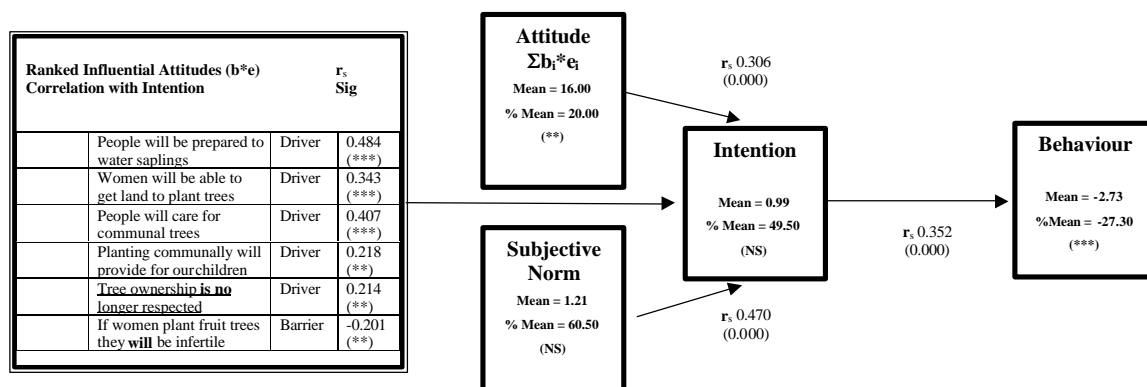 Ranked Influential Attitudes (b*e) rs
Correlation with Intention Sig
People will be prepared to Driver 0.484
water saplings (***)
Women will be able to Driver 0.343
get land to plant trees (***)
People will care for Driver 0.407
communal trees (***)
Planting communally will Driver 0.218
provide for ourchildren (**)
Tree ownership is no Driver 0.214
longer respected (**)
If women plant fruit trees Barrier -0.201
they will be infertile (**)
Attitude
Σbi*ei
Mean = 16.00
% Mean = 20.00
(**)
Subjective
Norm
Mean = 1.21
% Mean = 60.50
(NS)
rs 0.306
(0.000)
rs 0.470
(0.000)
Intention
Mean = 0.99
% Mean = 49.50
(NS)
rs 0.352
(0.000)
Behaviour
Mean = -2.73
%Mean = -27.30
(***)